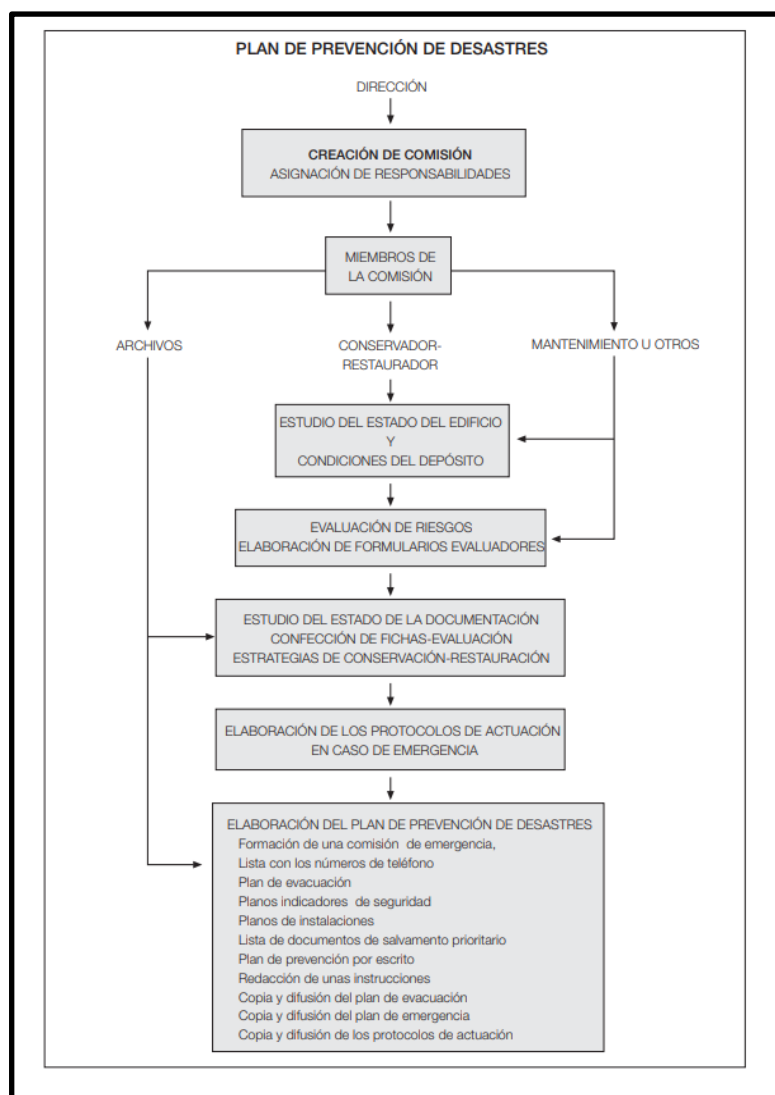 PLAN DE PREVENCIÓN DE DESASTRES
DIRECCIÓN
CREACIÓN DE COMISIÓN
ASIGNACIÓN DE RESPONSABILIDADES
MIEMBROS DE
LA COMISIÓN
ARCHIVOS
CONSERVADOR-
RESTAURADOR
MANTENIMIENTO U OTROS
ESTUDIO DEL ESTADO DEL EDIFICIO
Y
CONDICIONES DEL DEPÓSITO
EVALUACIÓN DE RIESGOS
ELABORACIÓN DE FORMULARIOS EVALUADORES
ESTUDIO DEL ESTADO DE LA DOCUMENTACIÓN
CONFECCIÓN DE FICHAS-EVALUACIÓN
ESTRATEGIAS DE CONSERVACIÓN-RESTAURACIÓN
ELABORACIÓN DE LOS PROTOCOLOS DE ACTUACIÓN
EN CASO DE EMERGENCIA
ELABORACIÓN DEL PLAN DE PREVENCIÓN DE DESASTRES
Formación de una comisión de emergencia,
Lista con los números de teléfono
Plan de evacuación
Planos indicadores de seguridad
Planos de instalaciones
Lista de documentos de salvamento prioritario
Plan de prevención por escrito
Redacción de unas instrucciones
Copia y difusión del plan de evacuación
Copia y difusión del plan de emergencia
Copia y difusión de los protocolos de actuación